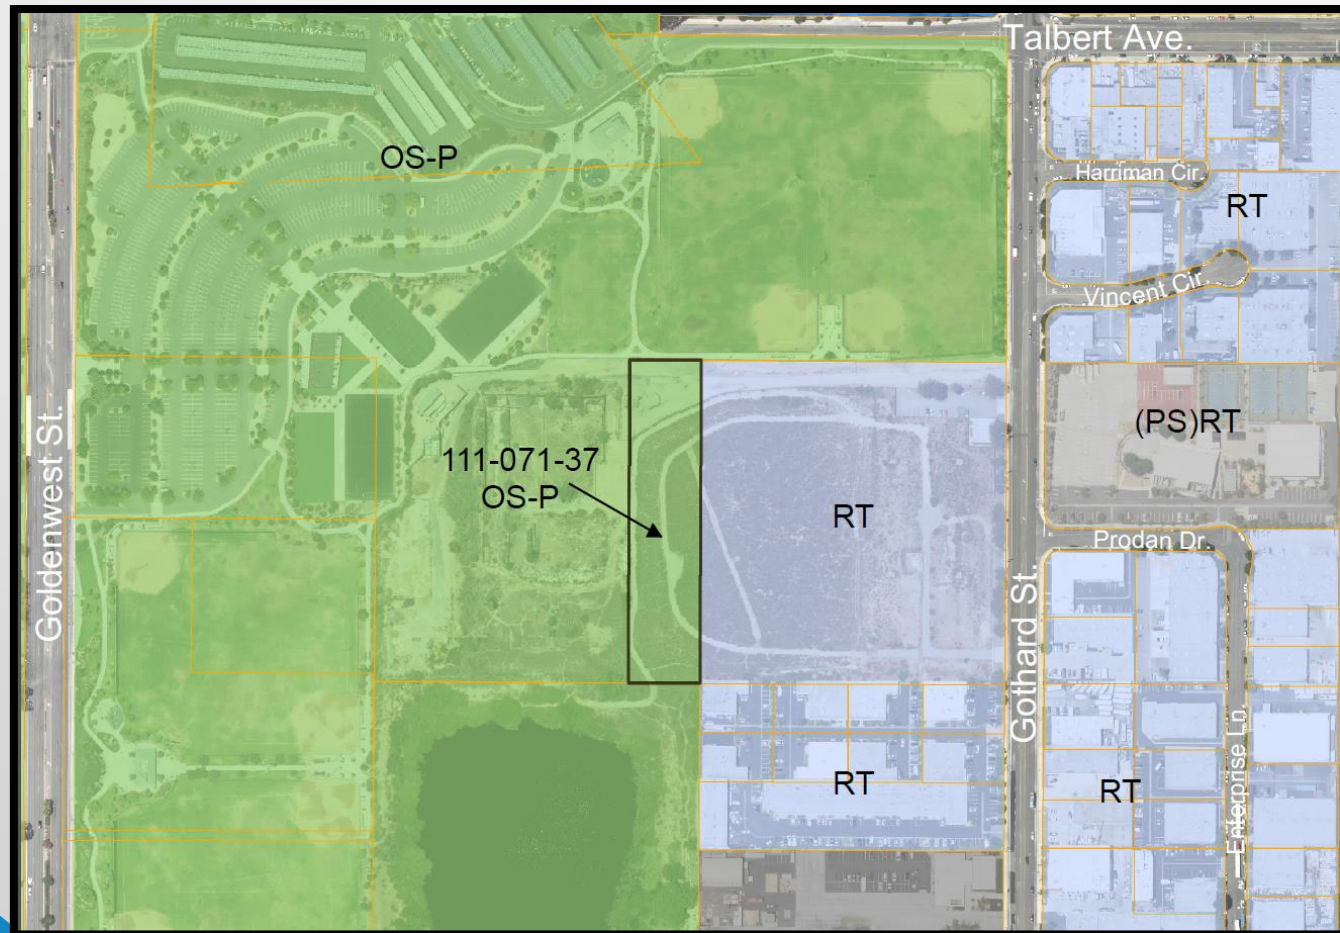 Talbert Ave.
OS-P
Harriman Cir.
RT
Vincent Cir.
Goldenwest St.
(PS)RT
111-071-37
OS-P
RT
Prodan Dr.
Gothard St.
RT
RT
Enterprise Ln.